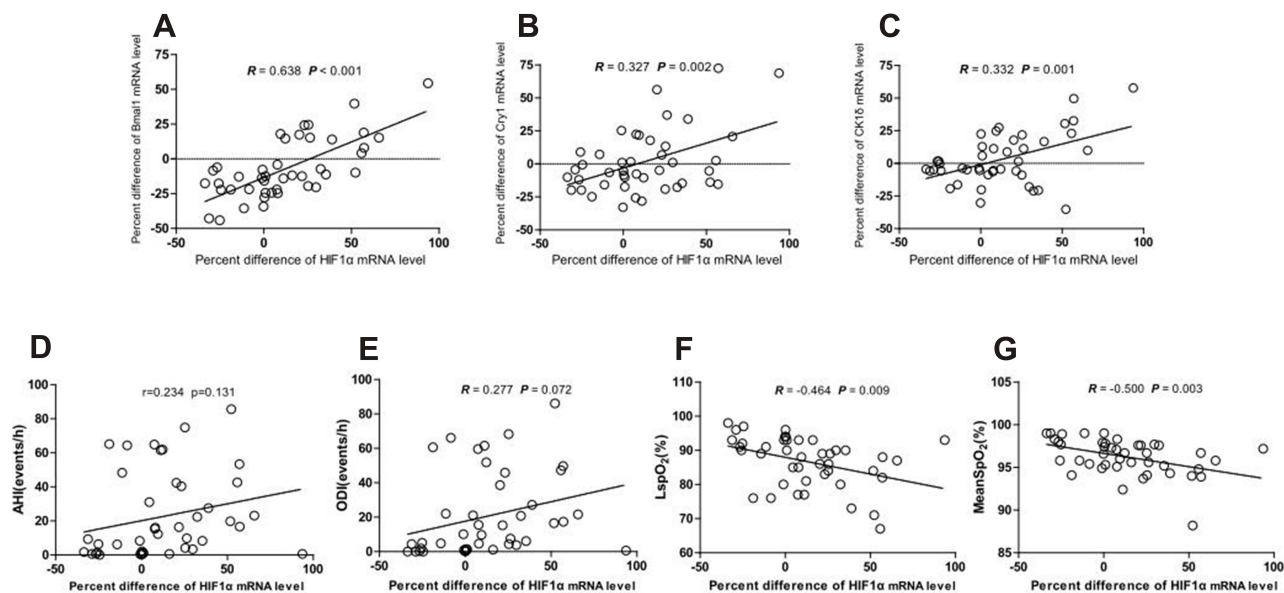 A
Percent difference of Bmal1 mRNA level
R = 0.638 P < 0.001
75
50
25
0
-25
-50
-50 0 50 100
Percent difference of HIF1α mRNA level
B
Percent difference of Cry1 mRNA level
R = 0.327 P = 0.002
75
50
25
0
-25
-50
-50 0 50 100
Percent difference of HIF1α mRNA level
C
Percent difference of CK1δ mRNA level
R = 0.332 P = 0.001
75
50
25
0
-25
-50
-50 0 50 100
Percent difference of HIF1α mRNA level
D
AHI(events/h)
r=0.234 p=0.131
100
80
60
40
20
0
-50 0 50 100
Percent difference of HIF1α mRNA level
E
ODI(events/h)
R = 0.277 P = 0.072
100
80
60
40
20
0
-50 0 50 100
Percent difference of HIF1α mRNA level
F
LspO2(%)
R = -0.464 P = 0.009
110
100
90
80
70
60
-50 0 50 100
Percent difference of HIF1α mRNA level
G
MeanSpO2(%)
R = -0.500 P = 0.003
105
100
95
90
85
-50 0 50 100
Percent difference of HIF1α mRNA level